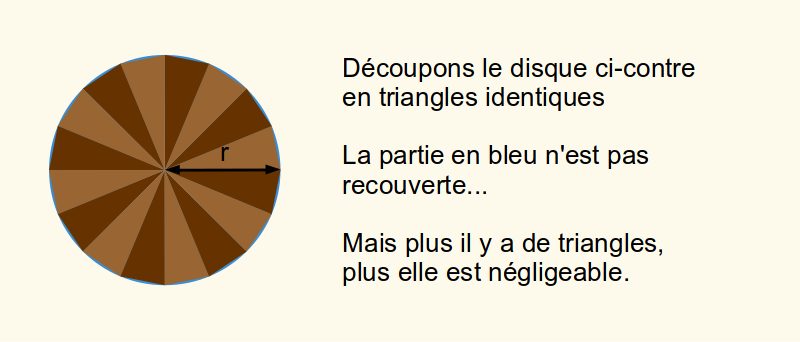 r
Découpons le disque ci-contre
en triangles identiques
La partie en bleu n'est pas
recouverte...
Mais plus il y a de triangles,
plus elle est négligeable.